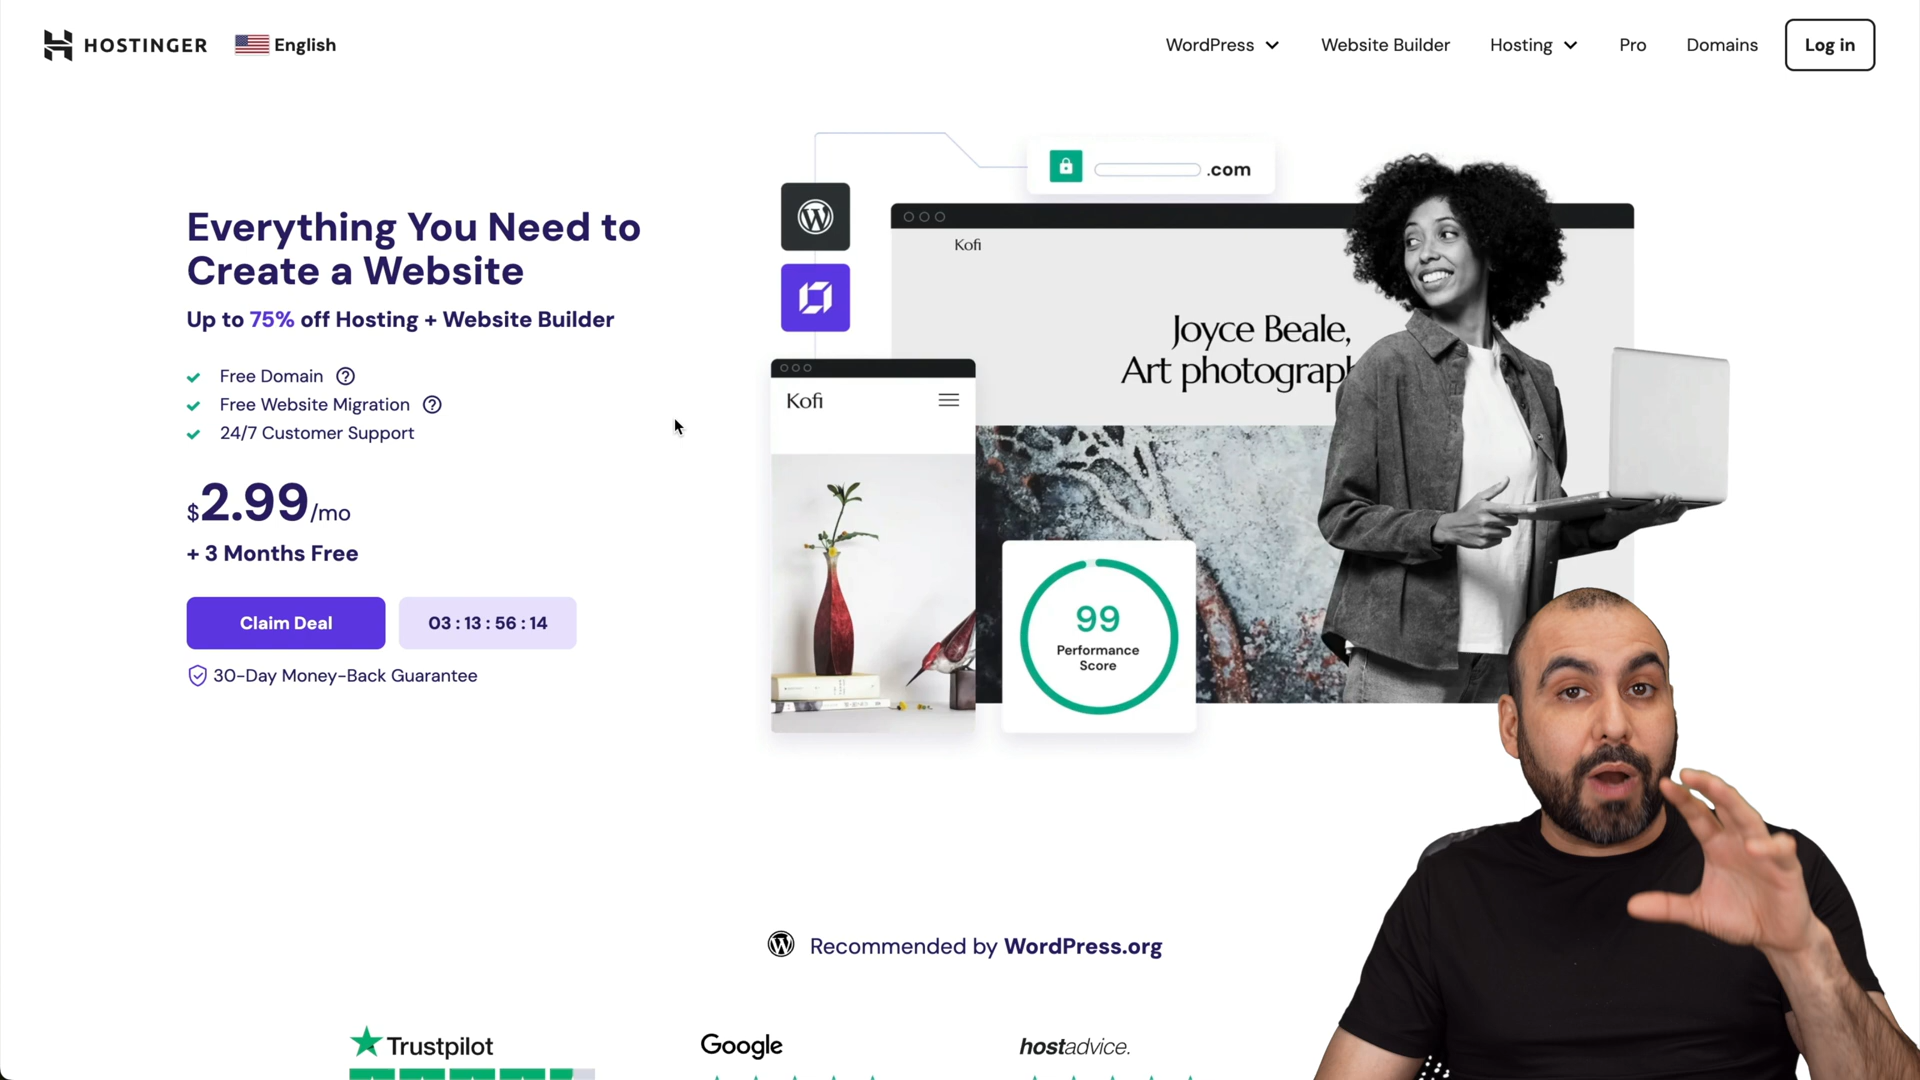 HOSTINGER
English
WordPress
Website Builder
Hosting
Pro
Domains
Log in
.com
Kofi
Everything You Need to
Create a Website
Up to 75% off Hosting + Website Builder
Joyce Beale,
Art photograph
Free Domain
Free Website Migration
24/7 Customer Support
Kofi
$2.99/mo
+ 3 Months Free
Claim Deal
03 : 13 : 56 : 14
30-Day Money-Back Guarantee
99
Performance
Score
Recommended by WordPress.org
Trustpilot
Google
hostadvice.